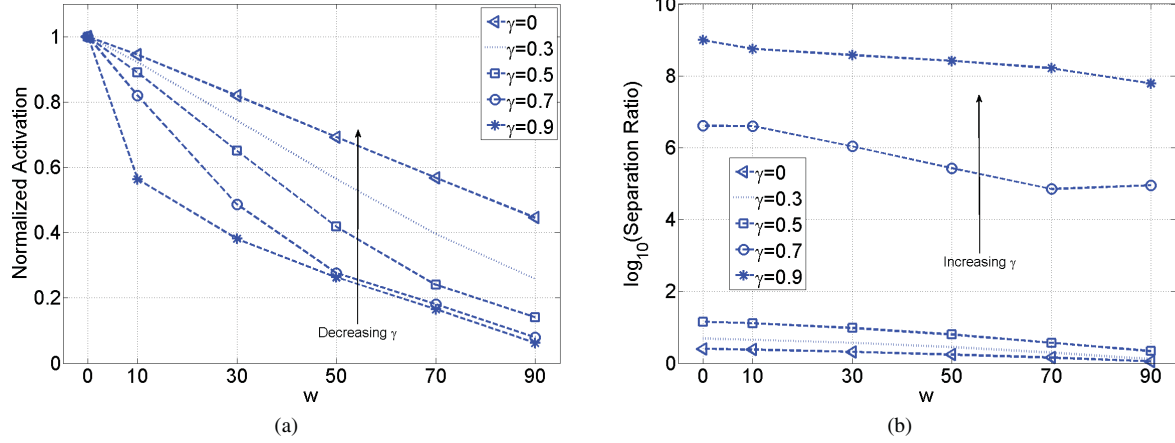 Normalized Activation
1
0.8
0.6
0.4
0.2
0
0
10
30
50
70
90
w
γ=0
γ=0.3
γ=0.5
γ=0.7
γ=0.9
Decreasing γ
(a)
log10(Separation Ratio)
10
8
6
4
2
0
0
10
30
50
70
90
w
γ=0
γ=0.3
γ=0.5
γ=0.7
γ=0.9
Increasing γ
(b)